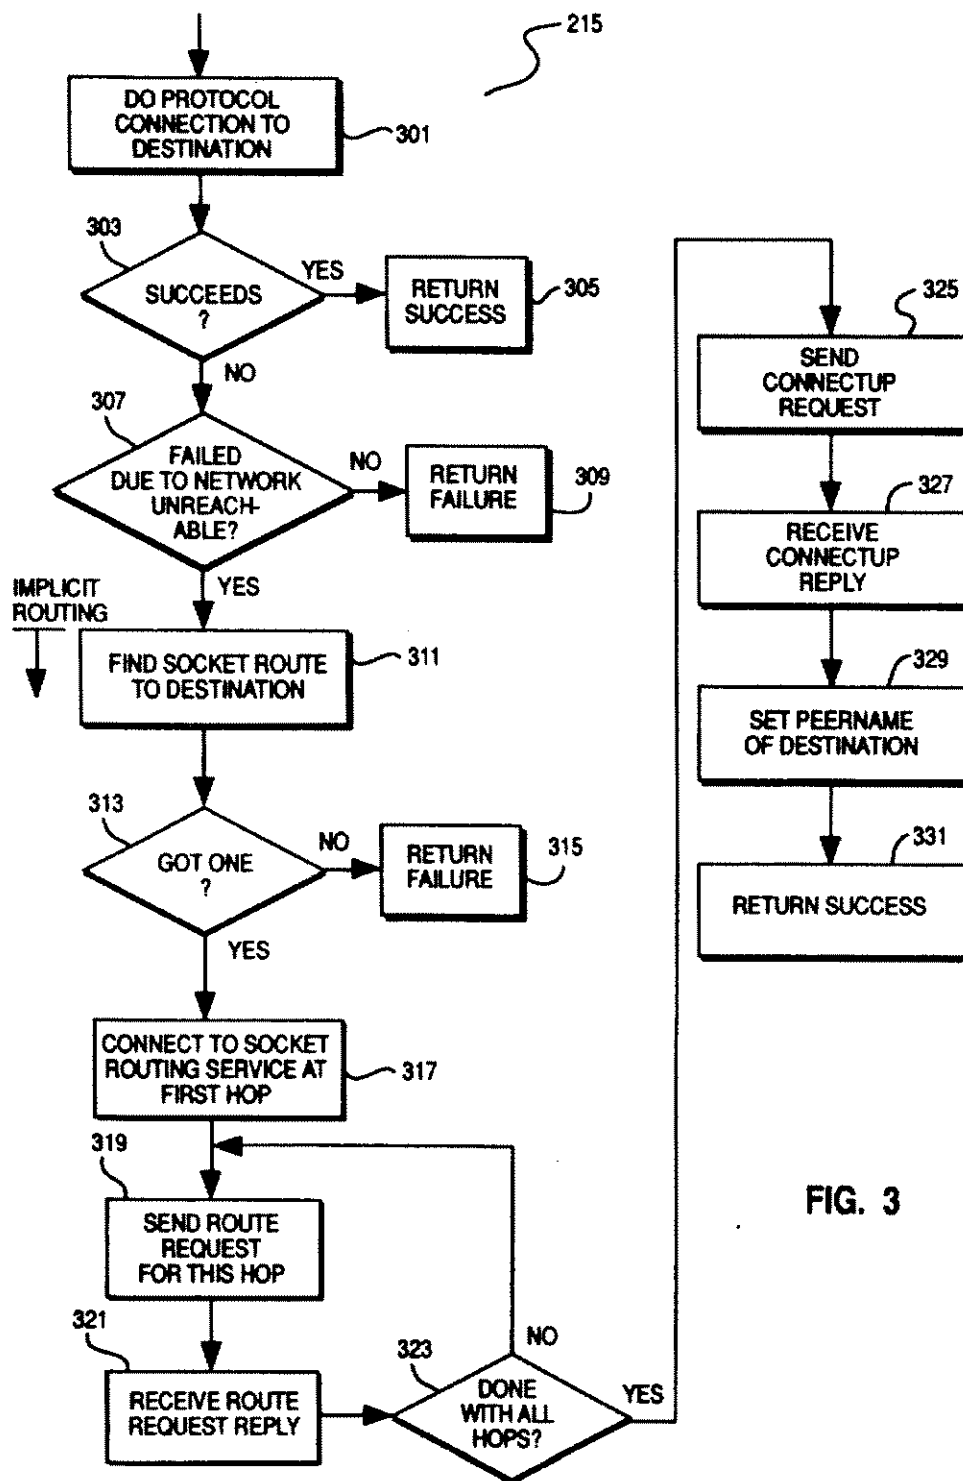 215
DO PROTOCOL
CONNECTION TO
DESTINATION
301
303
SUCCEEDS
?
YES
RETURN
SUCCESS
305
NO
307
FAILED
DUE TO NETWORK
UNREACH-
ABLE?
NO
RETURN
FAILURE
309
YES
IMPLICIT
ROUTING
FIND SOCKET ROUTE
TO DESTINATION
311
313
GOT ONE
?
NO
RETURN
FAILURE
315
YES
CONNECT TO SOCKET
ROUTING SERVICE AT
FIRST HOP
317
319
SEND ROUTE
REQUEST
FOR THIS HOP
321
RECEIVE ROUTE
REQUEST REPLY
323
DONE
WITH ALL
HOPS?
NO
YES
325
SEND
CONNECTUP
REQUEST
327
RECEIVE
CONNECTUP
REPLY
329
SET PEERNAME
OF DESTINATION
331
RETURN SUCCESS
FIG. 3